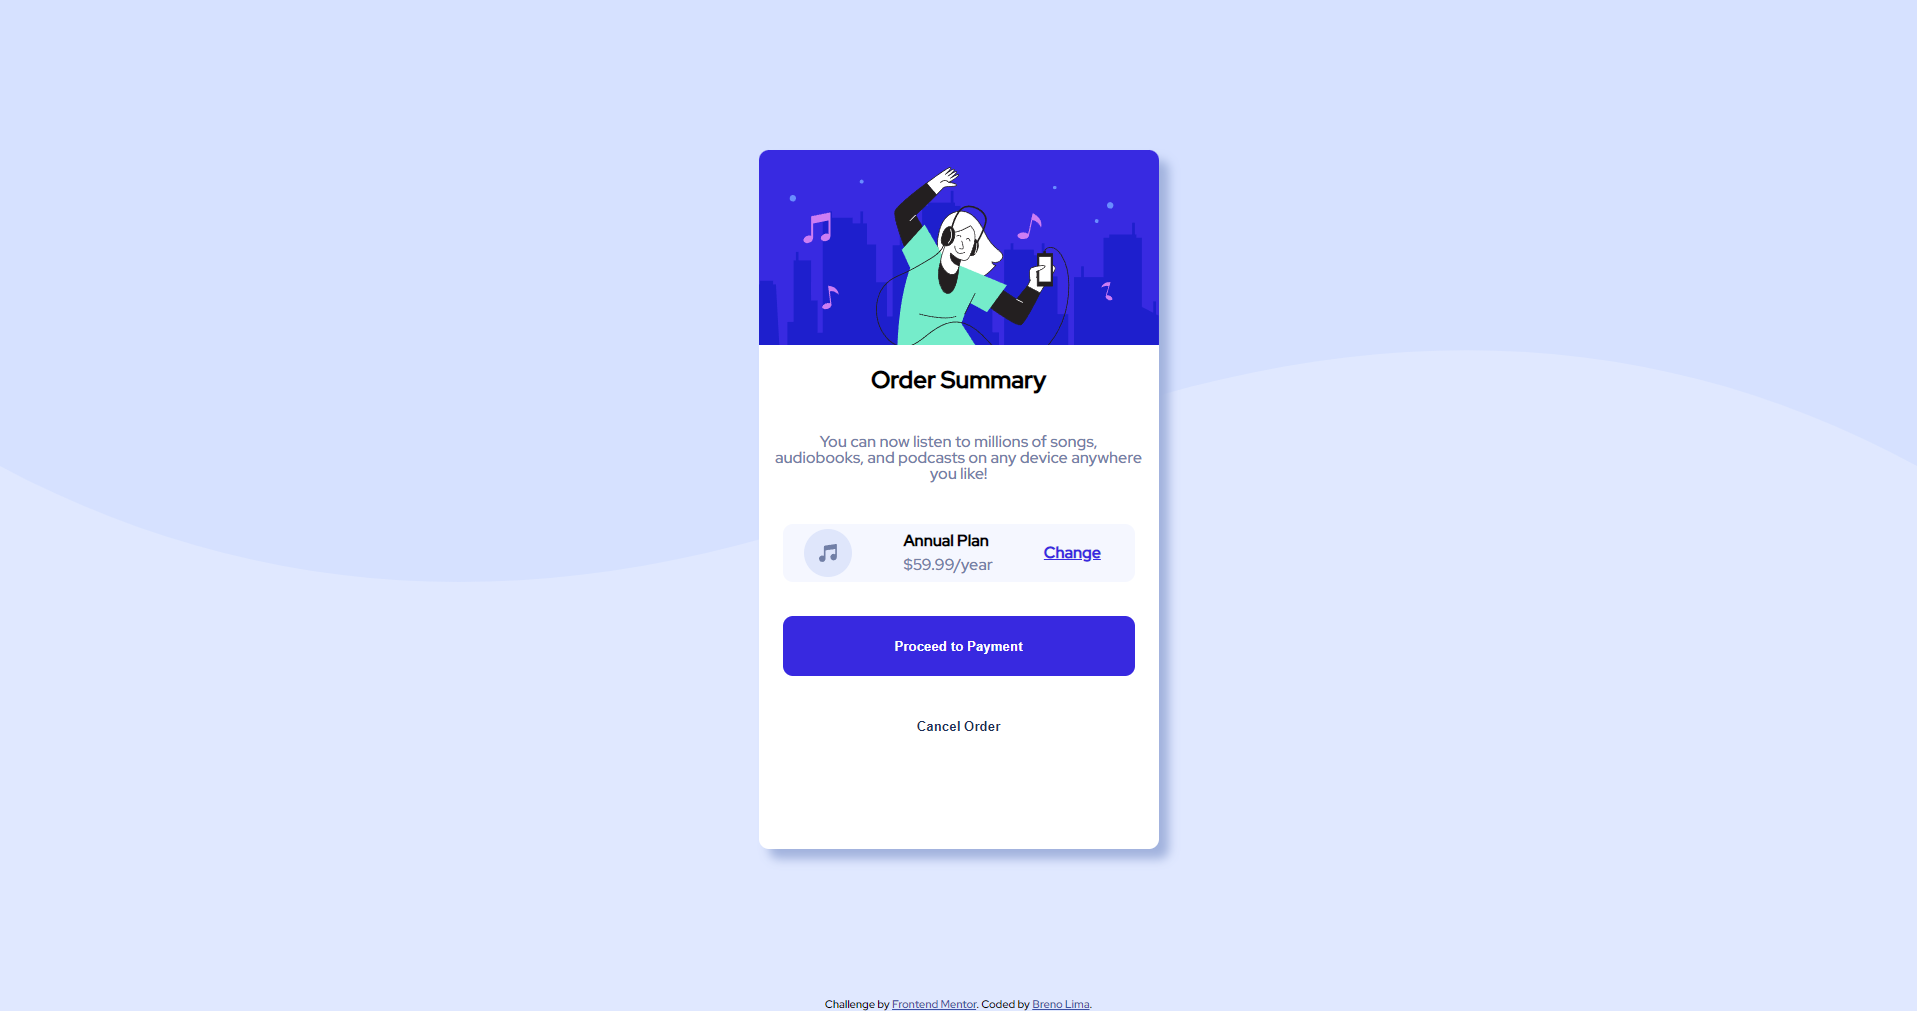 Order Summary
You can now listen to millions of songs,
audiobooks, and podcasts on any device anywhere
you like!
Annual Plan
$59.99/year
Change
Proceed to Payment
Cancel Order
Challenge by Frontend Mentor. Coded by Breno Lima.